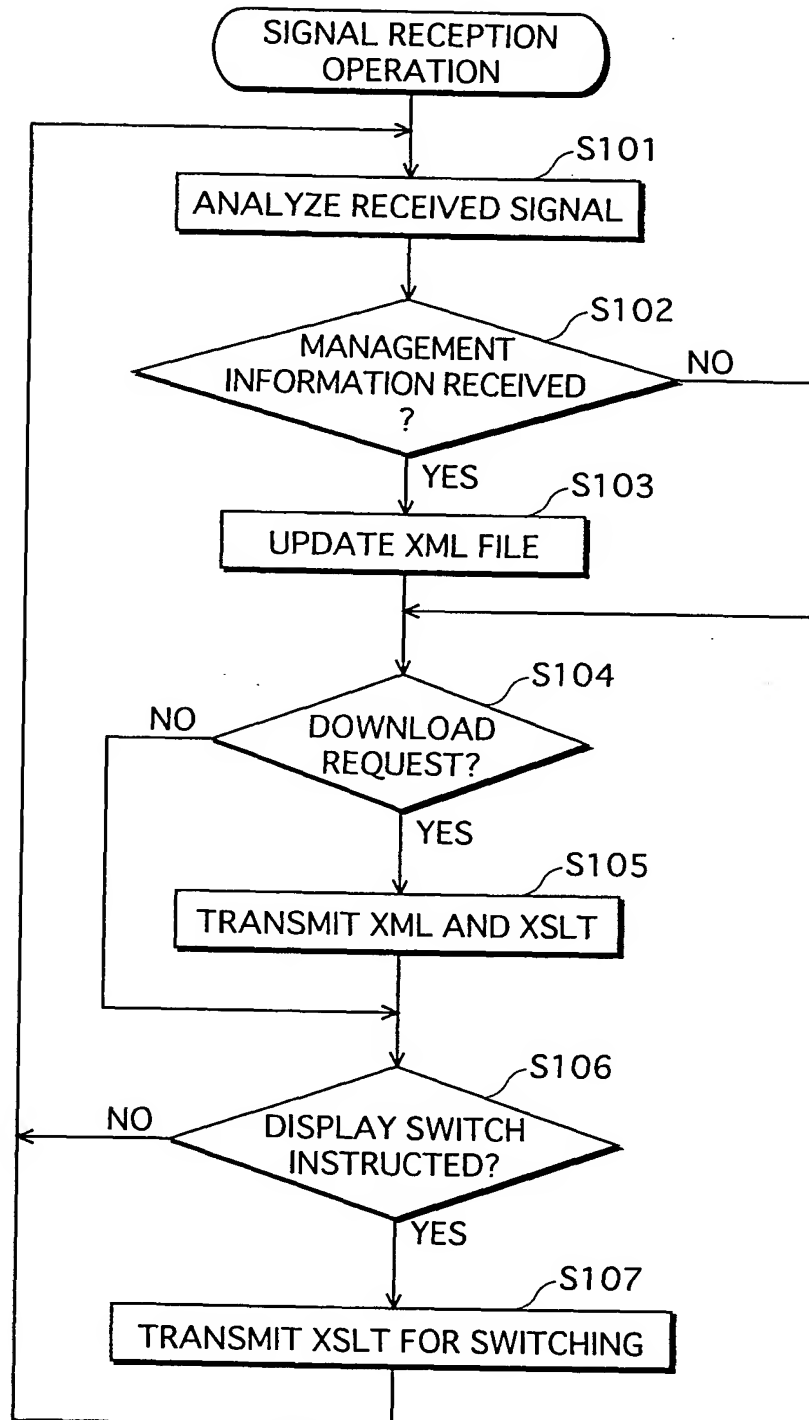 SIGNAL RECEPTION
OPERATION
S101
ANALYZE RECEIVED SIGNAL
S102
MANAGEMENT
INFORMATION RECEIVED
?
NO
YES
S103
UPDATE XML FILE
S104
NO
DOWNLOAD
REQUEST?
YES
S105
TRANSMIT XML AND XSLT
S106
NO
DISPLAY SWITCH
INSTRUCTED?
YES
S107
TRANSMIT XSLT FOR SWITCHING